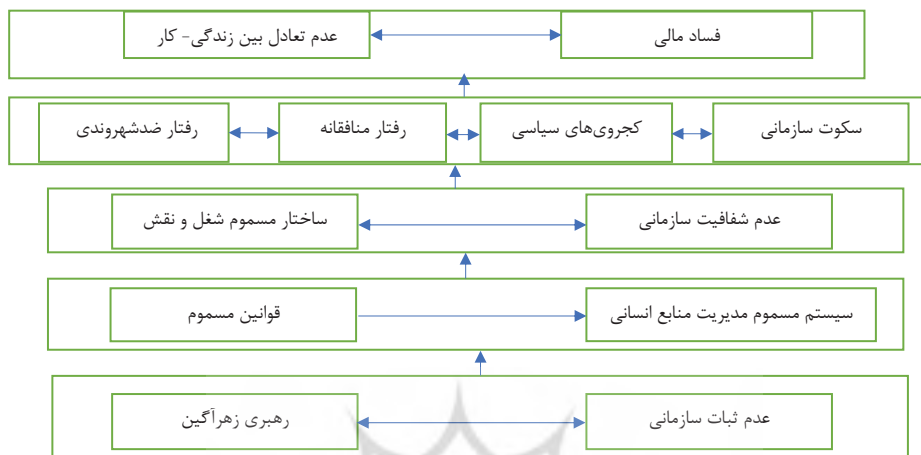 فساد مالی
عدم تعادل بین زندگی- کار
سکوت سازمانی
کجروی‌های سیاسی
رفتار منافقانه
رفتار ضدشهروندی
عدم شفافیت سازمانی
ساختار مسموم شغل و نقش
سیستم مسموم مدیریت منابع انسانی
قوانین مسموم
عدم ثبات سازمانی
رهبری زهرآگین